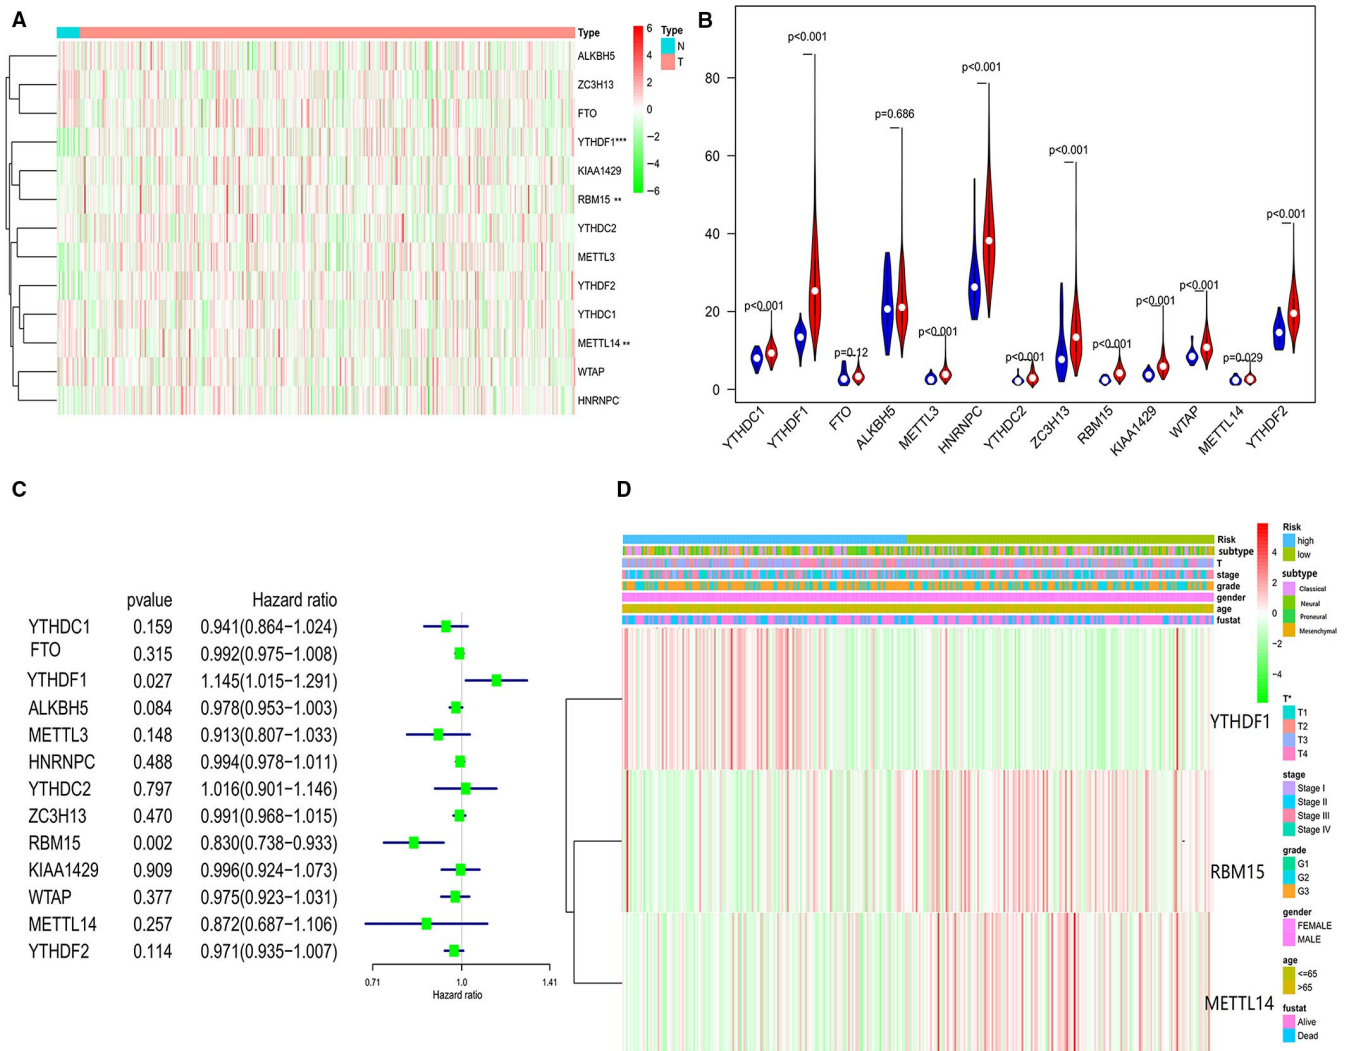 A
Type
ALKBH5
ZC3H13
FTO
YTHDF1***
KIAA1429
RBM15 **
YTHDC2
METTL3
YTHDF2
YTHDC1
METTL14 **
WTAP
HNRNPC
6
4
2
0
−2
−4
−6
Type
N
T
B
80
60
40
20
0
p<0.001
p<0.001
p=0.12
p=0.686
p<0.001
p<0.001
p<0.001
p<0.001
p<0.001
p<0.001
p<0.001
p=0.029
p<0.001
YTHDC1
YTHDF1
FTO
ALKBH5
METTL3
HNRNPC
YTHDC2
ZC3H13
RBM15
KIAA1429
WTAP
METTL14
YTHDF2
C
pvalue Hazard ratio
YTHDC1 0.159 0.941(0.864−1.024)
FTO 0.315 0.992(0.975−1.008)
YTHDF1 0.027 1.145(1.015−1.291)
ALKBH5 0.084 0.978(0.953−1.003)
METTL3 0.148 0.913(0.807−1.033)
HNRNPC 0.488 0.994(0.978−1.011)
YTHDC2 0.797 1.016(0.901−1.146)
ZC3H13 0.470 0.991(0.968−1.015)
RBM15 0.002 0.830(0.738−0.933)
KIAA1429 0.909 0.996(0.924−1.073)
WTAP 0.377 0.975(0.923−1.031)
METTL14 0.257 0.872(0.687−1.106)
YTHDF2 0.114 0.971(0.935−1.007)
0.71 1.0 1.41
Hazard ratio
D
Risk
subtype
T
stage
grade
gender
age
fustat
YTHDF1
RBM15
METTL14
4
2
0
−2
−4
Risk
high
low
subtype
Classical
Neural
Proneural
Mesenchymal
T*
T1
T2
T3
T4
stage
Stage I
Stage II
Stage III
Stage IV
grade
G1
G2
G3
gender
FEMALE
MALE
age
<=65
>65
fustat
Alive
Dead